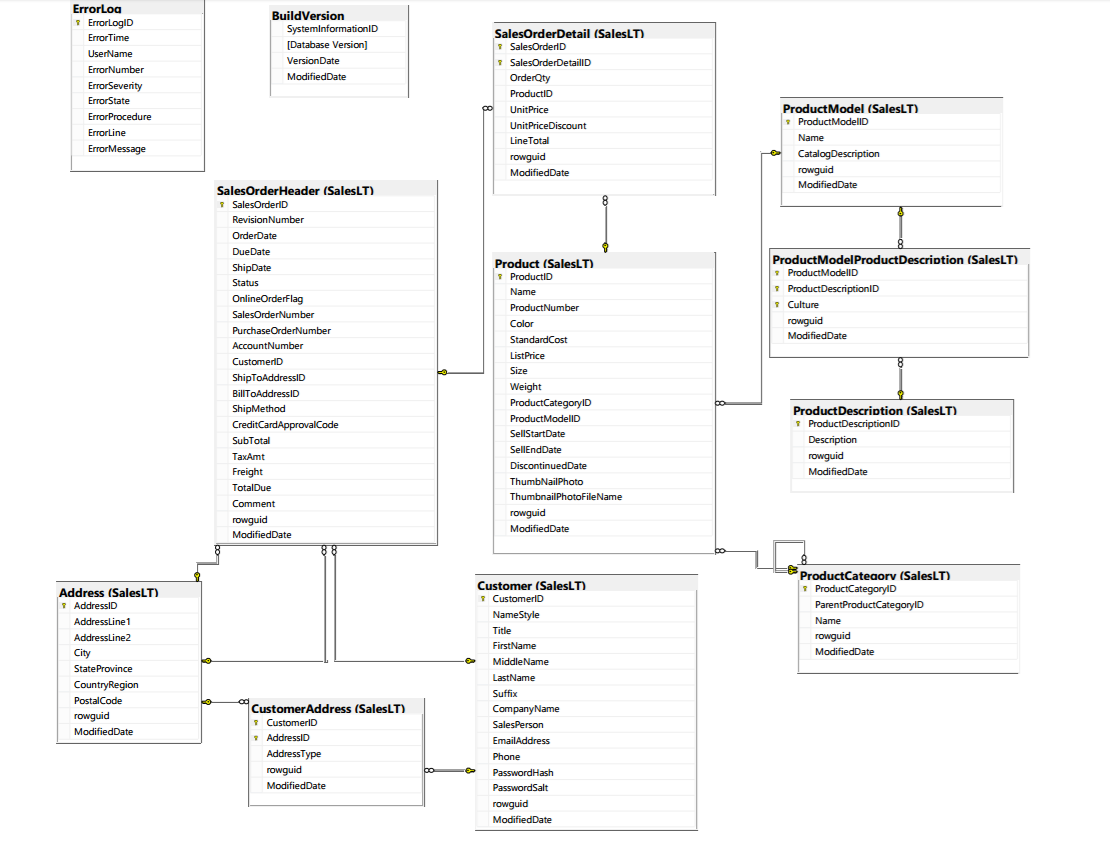 ErrorLog
ErrorLogID
ErrorTime
UserName
ErrorNumber
ErrorSeverity
ErrorState
ErrorProcedure
ErrorLine
ErrorMessage
BuildVersion
SystemInformationID
[Database Version]
VersionDate
ModifiedDate
SalesOrderDetail (SalesLT)
SalesOrderID
SalesOrderDetailID
OrderQty
ProductID
UnitPrice
UnitPriceDiscount
LineTotal
rowguid
ModifiedDate
ProductModel (SalesLT)
ProductModelID
Name
CatalogDescription
rowguid
ModifiedDate
SalesOrderHeader (SalesLT)
SalesOrderID
RevisionNumber
OrderDate
DueDate
ShipDate
Status
OnlineOrderFlag
SalesOrderNumber
PurchaseOrderNumber
AccountNumber
CustomerID
ShipToAddressID
BillToAddressID
ShipMethod
CreditCardApprovalCode
SubTotal
TaxAmt
Freight
TotalDue
Comment
rowguid
ModifiedDate
Product (SalesLT)
ProductID
Name
ProductNumber
Color
StandardCost
ListPrice
Size
Weight
ProductCategoryID
ProductModelID
SellStartDate
SellEndDate
DiscontinuedDate
ThumbNailPhoto
ThumbnailPhotoFileName
rowguid
ModifiedDate
ProductModelProductDescription (SalesLT)
ProductModelID
ProductDescriptionID
Culture
rowguid
ModifiedDate
ProductDescription (SalesLT)
ProductDescriptionID
Description
rowguid
ModifiedDate
ProductCategory (SalesLT)
ProductCategoryID
ParentProductCategoryID
Name
rowguid
ModifiedDate
Address (SalesLT)
AddressID
AddressLine1
AddressLine2
City
StateProvince
CountryRegion
PostalCode
rowguid
ModifiedDate
CustomerAddress (SalesLT)
CustomerID
AddressID
AddressType
rowguid
ModifiedDate
Customer (SalesLT)
CustomerID
NameStyle
Title
FirstName
MiddleName
LastName
Suffix
CompanyName
SalesPerson
EmailAddress
Phone
PasswordHash
PasswordSalt
rowguid
ModifiedDate